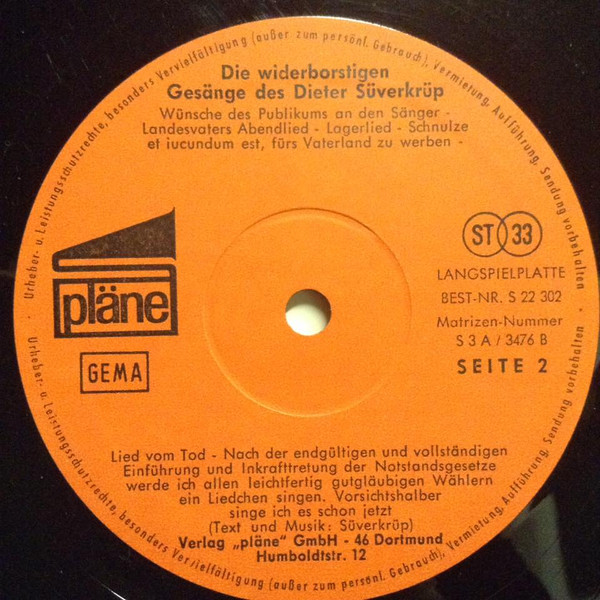 Urheber- u. Leistungsschutzrechte, besonders Vervielfältigung (außer zum persönl. Gebrauch), Vermietung, Aufführung, Sendung vorbehalten
Die widerborstigen
Gesänge des Dieter Süverkrüp
Wünsche des Publikums an den Sänger -
Landesvaters Abendlied - Lagerlied - Schnulze
et iucundum est, fürs Vaterland zu werben -
pläne
GEMA
ST 33
LANGSPIELPLATTE
BEST-NR. S 22 302
Matrizen-Nummer
S 3 A / 3476 B
SEITE 2
Lied vom Tod - Nach der endgültigen und vollständigen
Einführung und Inkrafttretung der Notstandsgesetze
werde ich allen leichtfertig gutgläubigen Wählern
ein Liedchen singen. Vorsichtshalber
singe ich es schon jetzt
(Text und Musik: Süverkrüp)
Verlag „pläne" GmbH - 46 Dortmund
Humboldtstr. 12
Urheber- u. Leistungsschutzrechte, besonders Vervielfältigung (außer zum persönl. Gebrauch), Vermietung, Aufführung, Sendung vorbehalten